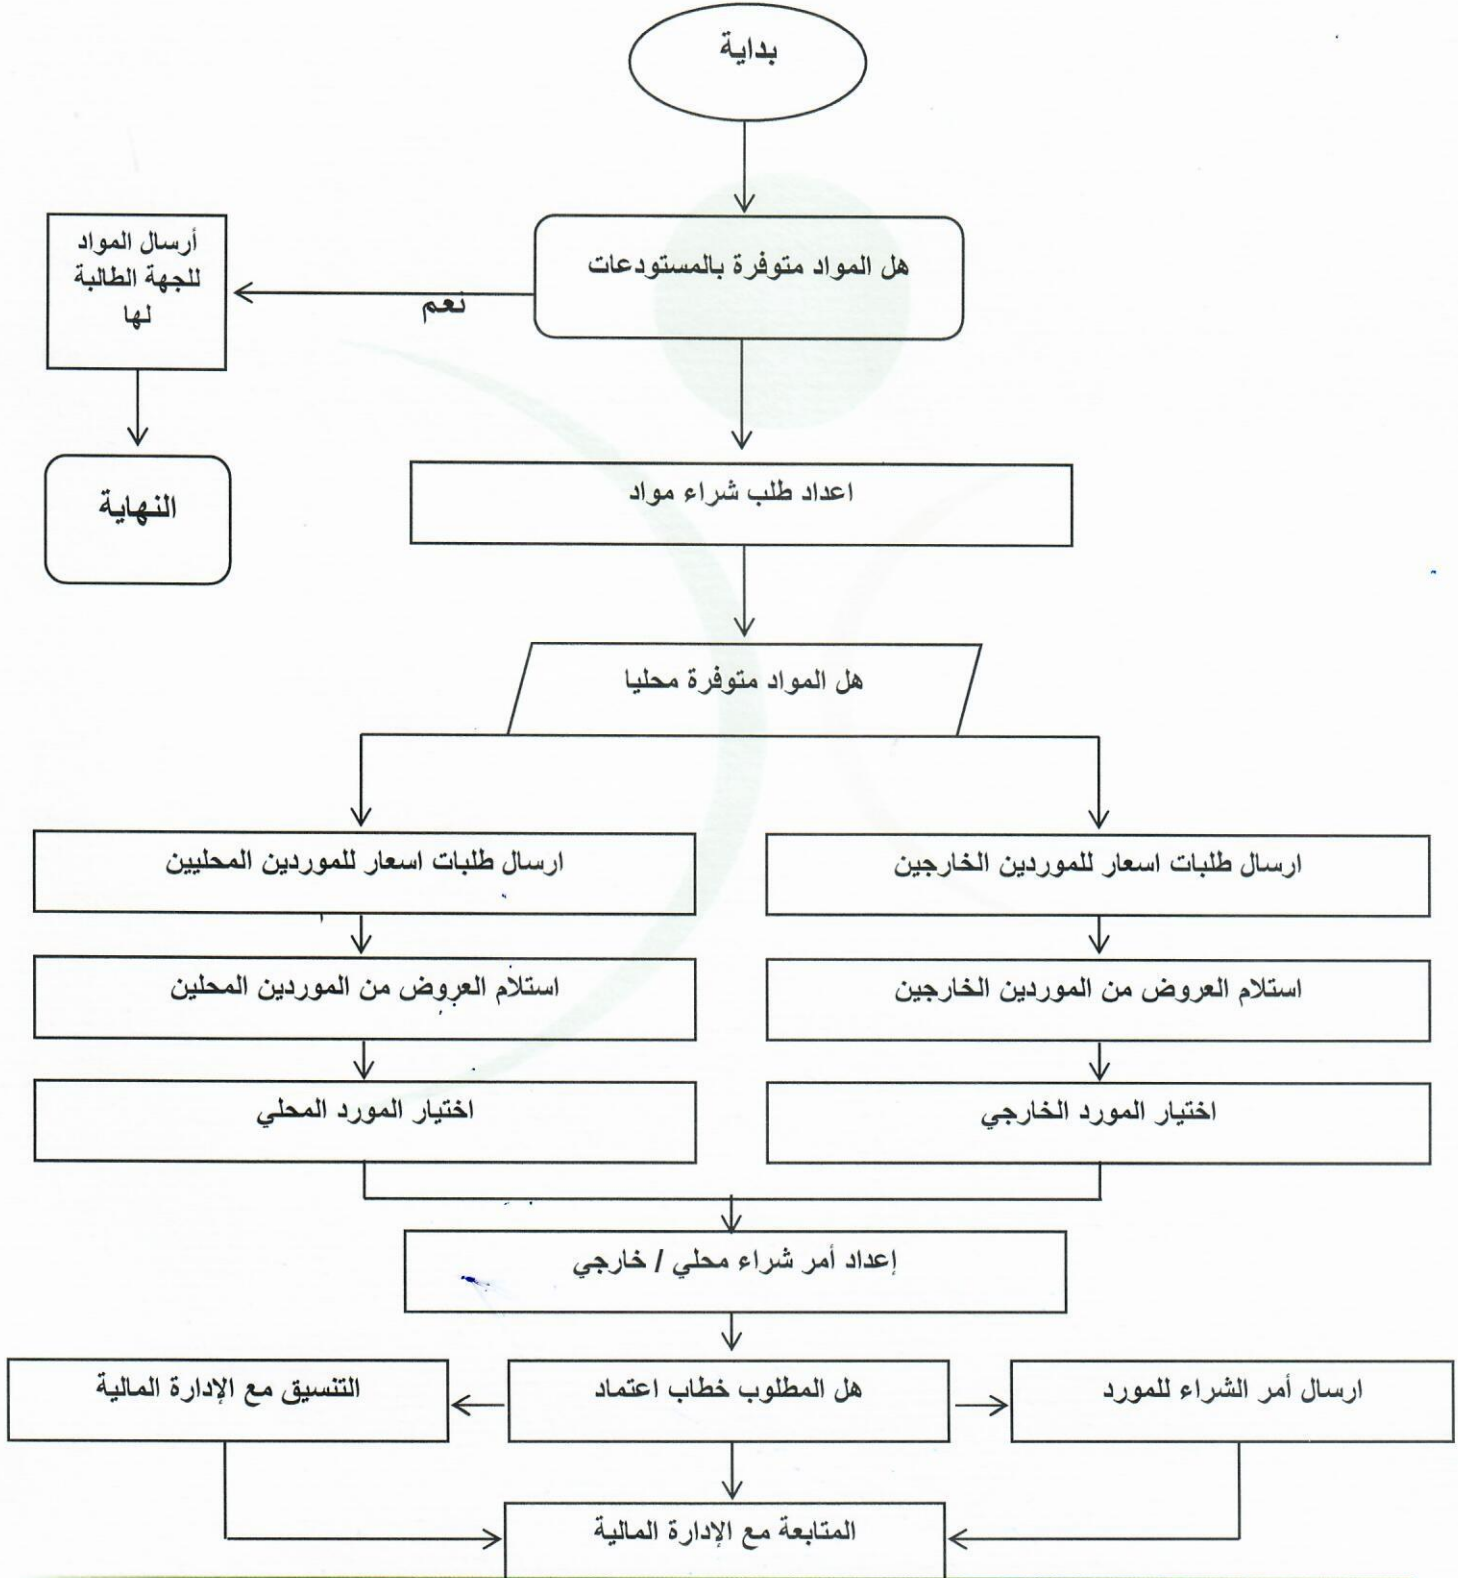 بداية
هل المواد متوفرة بالمستودعات
نعم
أرسال المواد
للجهة الطالبة
لها
النهاية
اعداد طلب شراء مواد
هل المواد متوفرة محليا
ارسال طلبات اسعار للموردين الخارجين
ارسال طلبات اسعار للموردين المحليين
استلام العروض من الموردين الخارجين
استلام العروض من الموردين المحلين
اختيار المورد الخارجي
اختيار المورد المحلي
إعداد أمر شراء محلي / خارجي
ارسال أمر الشراء للمورد
هل المطلوب خطاب اعتماد
التنسيق مع الإدارة المالية
المتابعة مع الإدارة المالية